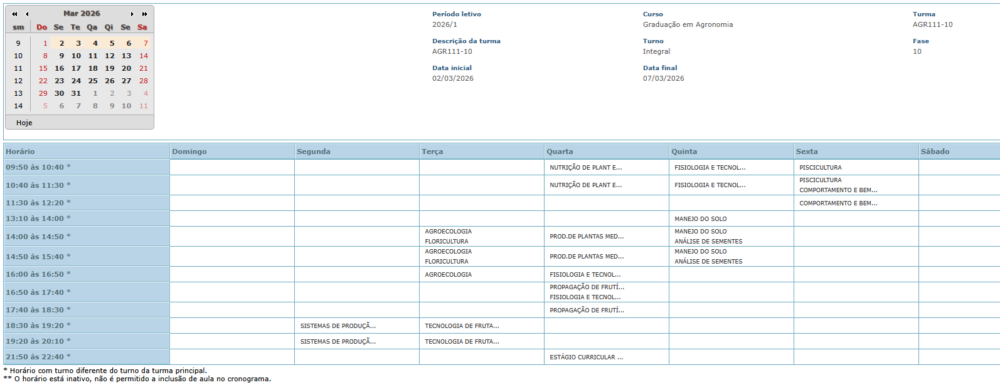 Mar 2026
sm Do Se Te Qa Qi Se Sa
9 1 2 3 4 5 6 7
10 8 9 10 11 12 13 14
11 15 16 17 18 19 20 21
12 22 23 24 25 26 27 28
13 29 30 31 1 2 3 4
14 5 6 7 8 9 10 11
Hoje
Período letivo Curso Turma
2026/1 Graduação em Agronomia AGR111-10
Descrição da turma Turno Fase
AGR111-10 Integral 10
Data inicial Data final
02/03/2026 07/03/2026
Horário Domingo Segunda Terça Quarta Quinta Sexta Sábado
09:50 às 10:40 * NUTRIÇÃO DE PLANT E... FISIOLOGIA E TECNOL... PISCICULTURA
10:40 às 11:30 * NUTRIÇÃO DE PLANT E... FISIOLOGIA E TECNOL... PISCICULTURA
COMPORTAMENTO E BEM...
11:30 às 12:20 * COMPORTAMENTO E BEM...
13:10 às 14:00 * MANEJO DO SOLO
14:00 às 14:50 * AGROECOLOGIA PROD.DE PLANTAS MED... MANEJO DO SOLO
FLORICULTURA ANÁLISE DE SEMENTES
14:50 às 15:40 * AGROECOLOGIA PROD.DE PLANTAS MED... MANEJO DO SOLO
FLORICULTURA ANÁLISE DE SEMENTES
16:00 às 16:50 * AGROECOLOGIA FISIOLOGIA E TECNOL...
16:50 às 17:40 * PROPAGAÇÃO DE FRUTÍ...
FISIOLOGIA E TECNOL...
17:40 às 18:30 * PROPAGAÇÃO DE FRUTÍ...
18:30 às 19:20 * SISTEMAS DE PRODUÇÃ... TECNOLOGIA DE FRUTA...
19:20 às 20:10 * SISTEMAS DE PRODUÇÃ... TECNOLOGIA DE FRUTA...
21:50 às 22:40 * ESTÁGIO CURRICULAR ...
* Horário com turno diferente do turno da turma principal.
** O horário está inativo, não é permitido a inclusão de aula no cronograma.